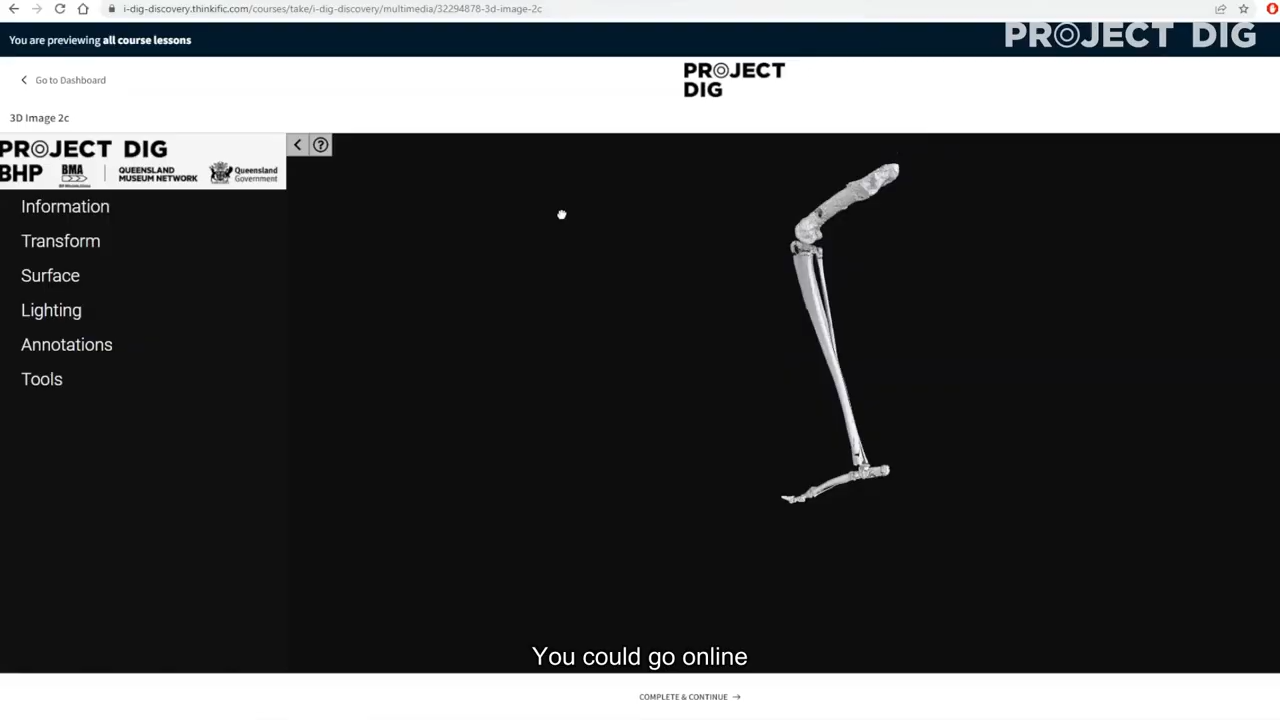 i-dig-discovery.thinkific.com/courses/take/i-dig-discovery/multimedia/32294878-3d-image-2c
You are previewing all course lessons
PROJECT DIG
Go to Dashboard
PROJECT
DIG
3D Image 2c
PROJECT DIG
BHP
BMA
QUEENSLAND
MUSEUM NETWORK
Queensland
Government
Information
Transform
Surface
Lighting
Annotations
Tools
You could go online
COMPLETE & CONTINUE →